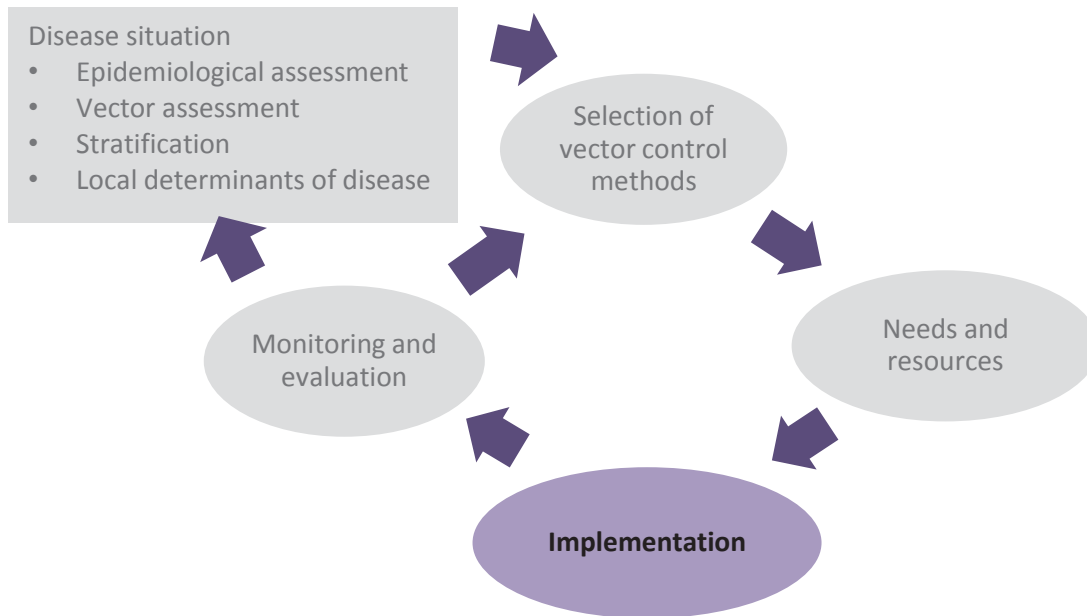 Disease situation
• Epidemiological assessment
• Vector assessment
• Stratification
• Local determinants of disease
Selection of
vector control
methods
Needs and
resources
Implementation
Monitoring and
evaluation